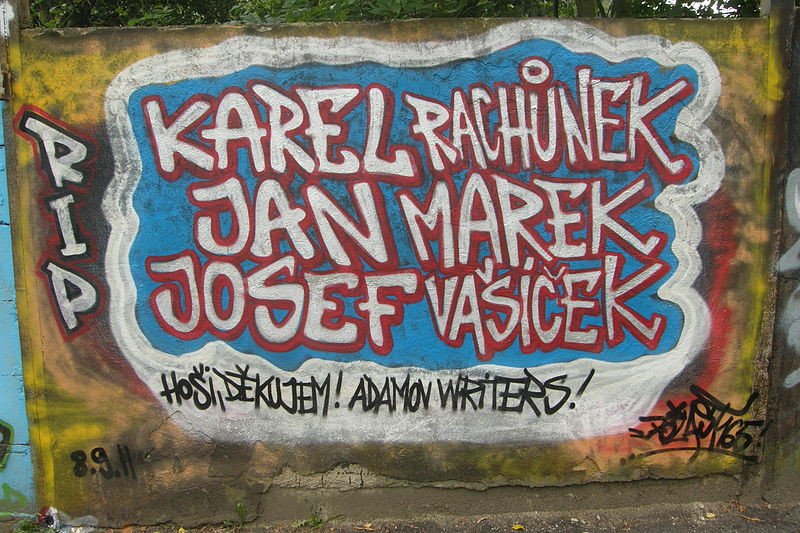 RIP
KAREL RACHŮNEK
JAN MAREK
JOSEF VAŠÍČEK
HOŠI, DĚKUJEM! ADAMOV WRITERS!
8.9.11